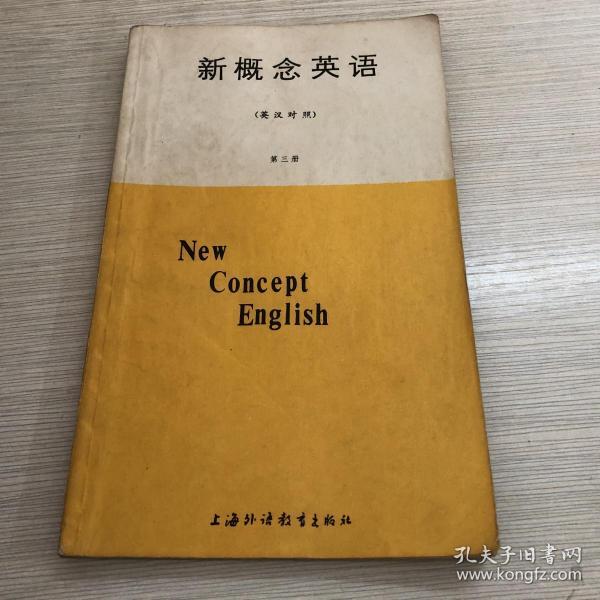 新概念英语
(英汉对照)
第三册
New
Concept
English
上海外语教育出版社
孔夫子旧书网
www.kongfz.com